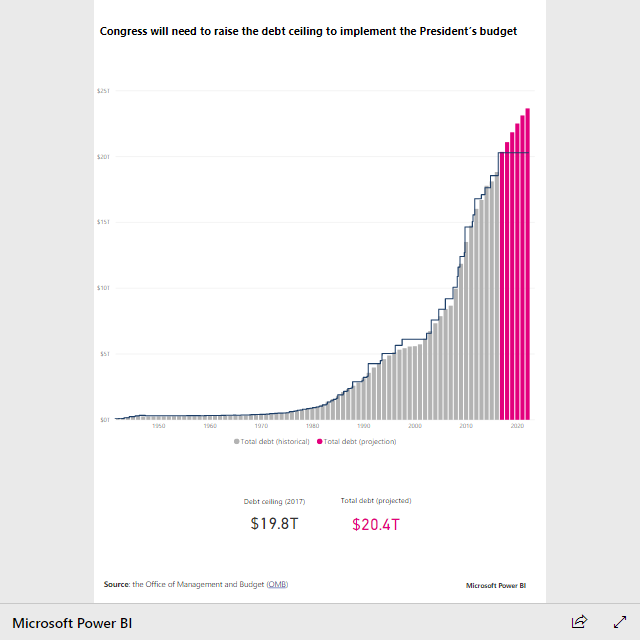 Congress will need to raise the debt ceiling to implement the President's budget
$25T
$20T
$15T
$10T
$5T
$0T
1950 1960 1970 1980 1990 2000 2010 2020
Total debt (historical) Total debt (projection)
Debt ceiling (2017) Total debt (projected)
$19.8T $20.4T
Source: the Office of Management and Budget (OMB) Microsoft Power BI
Microsoft Power BI